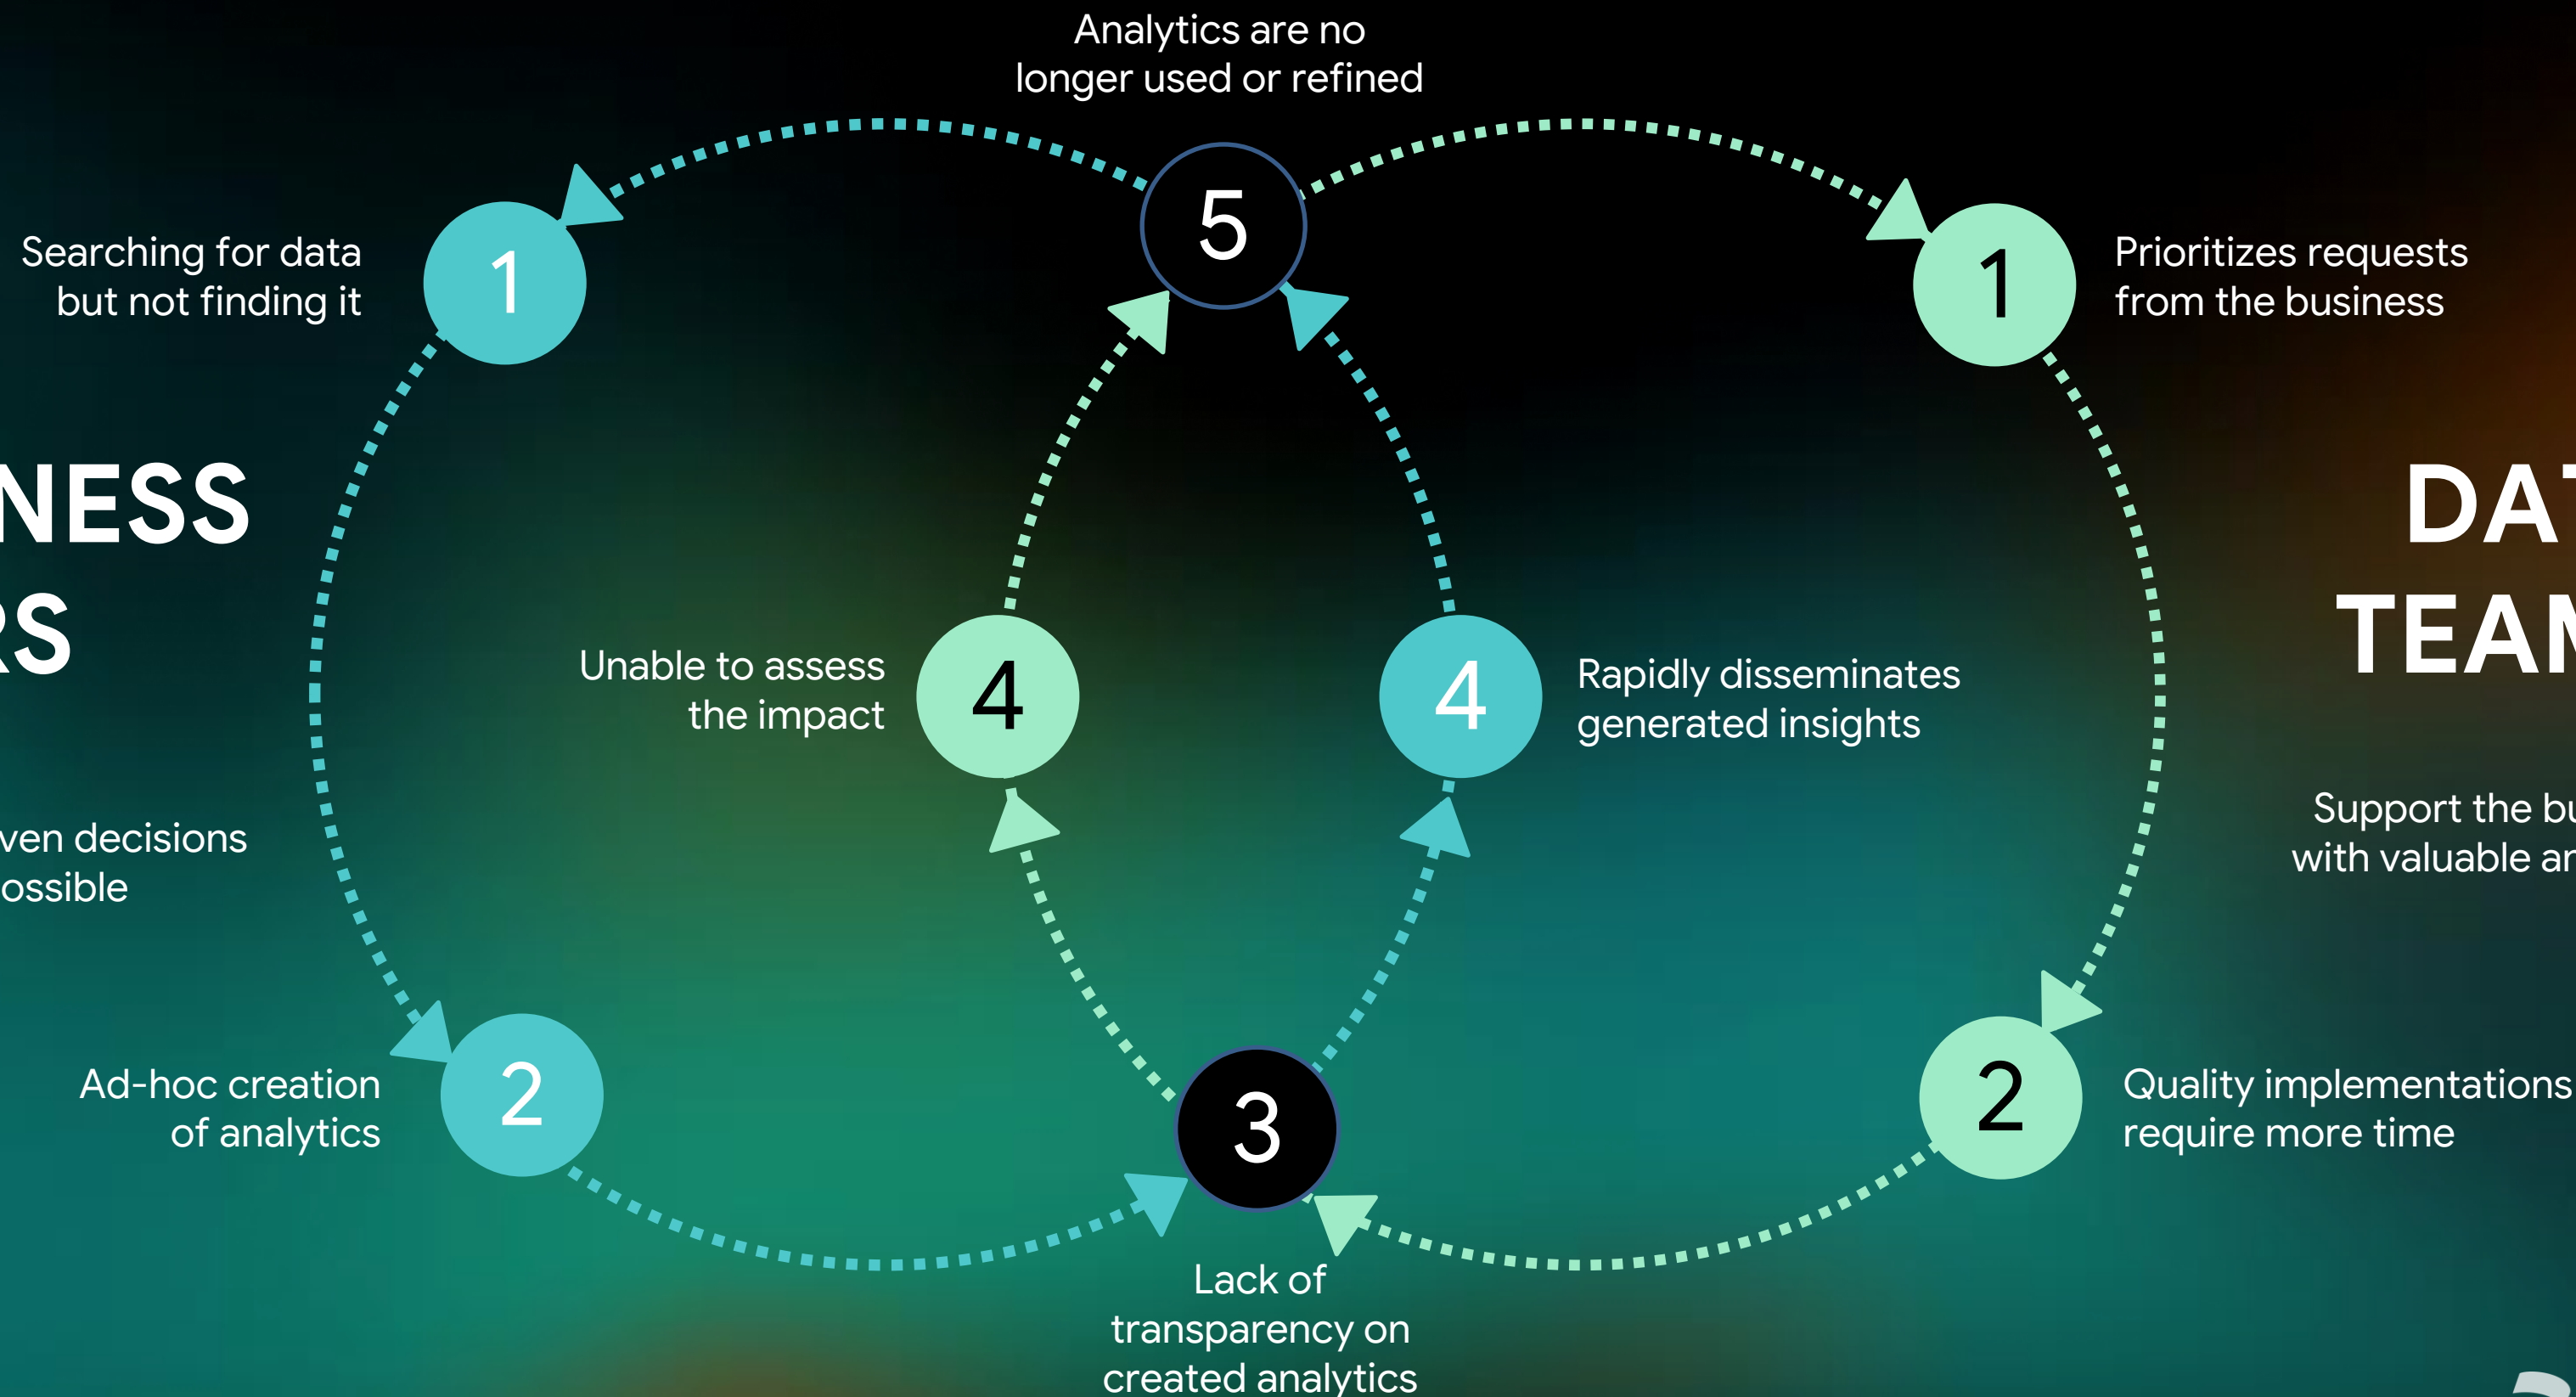 Analytics are no
longer used or refined
5
1
Searching for data
but not finding it
1
Prioritizes requests
from the business
NESS
RS
DAT
TEAM
4
Unable to assess
the impact
4
Rapidly disseminates
generated insights
ven decisions
ossible
Support the bu
with valuable an
2
Ad-hoc creation
of analytics
3
Lack of
transparency on
created analytics
2
Quality implementations
require more time